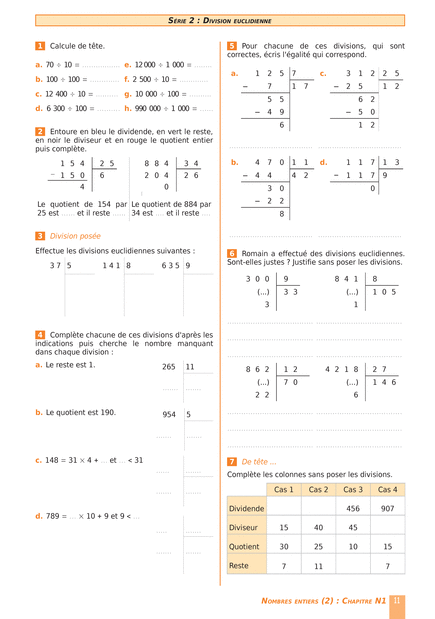 SERIE 2 : DIVISION EUCLIDIENNE
1 Calcule de tête.
a. 70 ÷ 10 = ................ e. 12 000 ÷ 1 000 = ........
b. 100 ÷ 100 = ............ f. 2 500 ÷ 10 = ............
c. 12 400 ÷ 10 = .......... g. 10 000 ÷ 100 = ..........
d. 6 300 ÷ 100 = .......... h. 990 000 ÷ 1 000 = ......
2 Entoure en bleu le dividende, en vert le reste,
en noir le diviseur et en rouge le quotient entier
puis complète.
1 5 4 2 5
− 1 5 0 6
4
8 8 4 3 4
2 0 4 2 6
0
Le quotient de 154 par
25 est ...... et il reste ......
Le quotient de 884 par
34 est .... et il reste ....
3 Division posée
Effectue les divisions euclidiennes suivantes :
3 7 5 1 4 1 8 6 3 5 9
4 Complète chacune de ces divisions d'après les
indications puis cherche le nombre manquant
dans chaque division :
a. Le reste est 1. 265 11
....... .......
b. Le quotient est 190. 954 5
....... .......
c. 148 = 31 × 4 + ... et ... < 31
...... .......
...... .......
d. 789 = ... × 10 + 9 et 9 < ...
..... .......
....... .......
5 Pour chacune de ces divisions, qui sont
correctes, écris l'égalité qui correspond.
a. 1 2 5 7
− 7 1 7
5 5
− 4 9
6
c. 3 1 2 2 5
− 2 5 1 2
6 2
− 5 0
1 2
b. 4 7 0 1 1
− 4 4 4 2
3 0
− 2 2
8
d. 1 1 7 1 3
− 1 1 7 9
0
6 Romain a effectué des divisions euclidiennes.
Sont-elles justes ? Justifie sans poser les divisions.
3 0 0 9
(...) 3 3
3
8 4 1 8
(...) 1 0 5
1
8 6 2 1 2
(...) 7 0
2 2
4 2 1 8 2 7
(...) 1 4 6
6
7 De tête ...
Complète les colonnes sans poser les divisions.
Cas 1 Cas 2 Cas 3 Cas 4
Dividende 456 907
Diviseur 15 40 45
Quotient 30 25 10 15
Reste 7 11 7
NOMBRES ENTIERS (2) : CHAPITRE N1 11